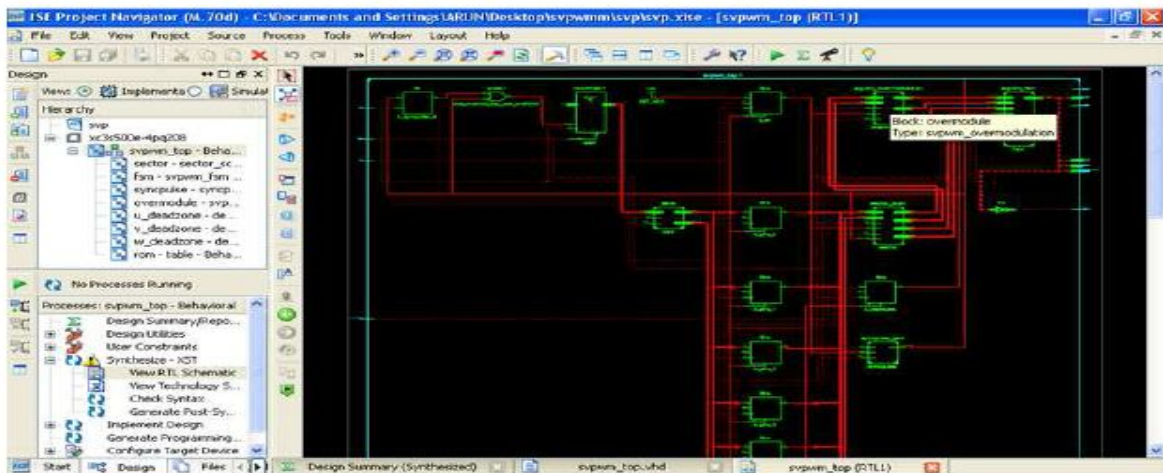 ISE Project Navigator (M.70d) - C:\Documents and Settings\ARUN\Desktop\svpwmm\svp\svp.xise - [svpwm_top (RTL1)]
File Edit View Project Source Process Tools Window Layout Help
Design
View: Implementa Simulat
Hierarchy
svp
xc3s500e-4pq208
svpwm_top - Beha...
sector - sector_sc...
fsm - svpwm_fsm ...
syncpulse - syncp...
overmodule - svp...
u_deadzone - de...
v_deadzone - de...
w_deadzone - de...
rom - table - Beha...
No Processes Running
Processes: svpwm_top - Behavioral
Design Summary/Repo...
Design Utilities
User Constraints
Synthesize - XST
View RTL Schematic
View Technology S...
Check Syntax
Generate Post-Sy...
Implement Design
Generate Programming...
Configure Target Device
Start Design Files
svpwm_top:1
Block: overmodule
Type: svpwm_overmodulation
Design Summary (Synthesized) svpwm_top.vhd svpwm_top (RTL1)